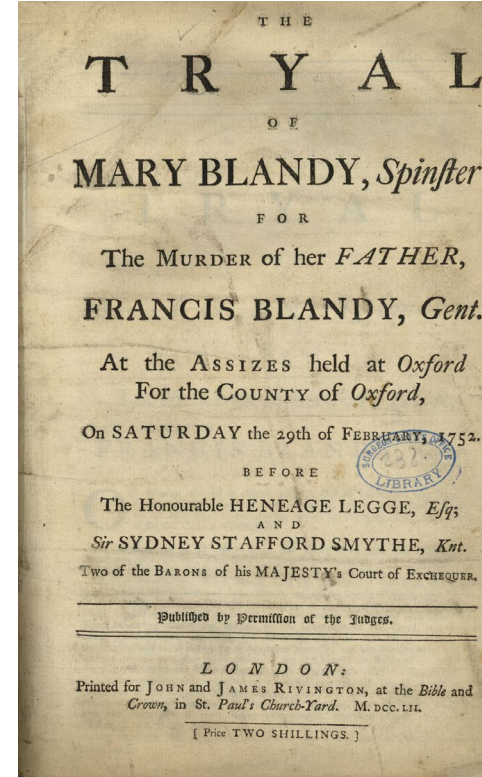 THE
TRYAL
OF
MARY BLANDY, Spinſter
FOR
The MURDER of her FATHER,
FRANCIS BLANDY, Gent.
At the ASSIZES held at Oxford
For the COUNTY of Oxford,
On SATURDAY the 29th of FEBRUARY, 1752.
SURGEON GEN'L'S OFFICE
238.
LIBRARY
BEFORE
The Honourable HENEAGE LEGGE, Eſq;
AND
Sir SYDNEY STAFFORD SMYTHE, Knt.
Two of the BARONS of his MAJESTY's Court of EXCHEQUER.
Publiſhed by Permiſſion of the Judges.
LONDON:
Printed for JOHN and JAMES RIVINGTON, at the Bible and
Crown, in St. Paul's Church-Yard. M.DCC.LII.
[ Price TWO SHILLINGS. ]